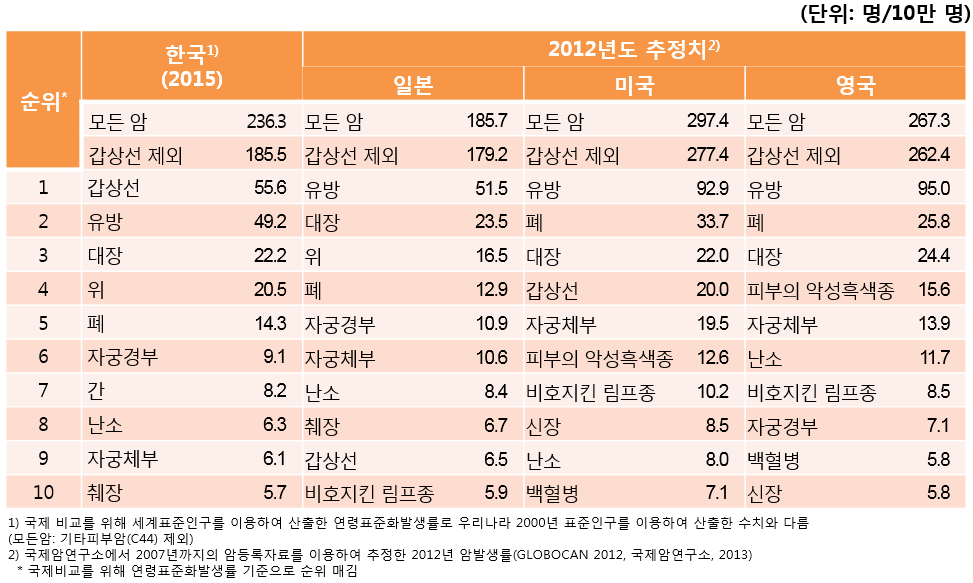 (단위: 명/10만 명)
순위* 한국1) (2015) 2012년도 추정치2)
일본 미국 영국
모든 암 236.3 모든 암 185.7 모든 암 297.4 모든 암 267.3
갑상선 제외 185.5 갑상선 제외 179.2 갑상선 제외 277.4 갑상선 제외 262.4
1 갑상선 55.6 유방 51.5 유방 92.9 유방 95.0
2 유방 49.2 대장 23.5 폐 33.7 폐 25.8
3 대장 22.2 위 16.5 대장 22.0 대장 24.4
4 위 20.5 폐 12.9 갑상선 20.0 피부의 악성흑색종 15.6
5 폐 14.3 자궁경부 10.9 자궁체부 19.5 자궁체부 13.9
6 자궁경부 9.1 자궁체부 10.6 피부의 악성흑색종 12.6 난소 11.7
7 간 8.2 난소 8.4 비호지킨 림프종 10.2 비호지킨 림프종 8.5
8 난소 6.3 췌장 6.7 신장 8.5 자궁경부 7.1
9 자궁체부 6.1 갑상선 6.5 난소 8.0 백혈병 5.8
10 췌장 5.7 비호지킨 림프종 5.9 백혈병 7.1 신장 5.8
1) 국제 비교를 위해 세계표준인구를 이용하여 산출한 연령표준화발생률로 우리나라 2000년 표준인구를 이용하여 산출한 수치와 다름
(모든암: 기타피부암(C44) 제외)
2) 국제암연구소에서 2007년까지의 암등록자료를 이용하여 추정한 2012년 암발생률(GLOBOCAN 2012, 국제암연구소, 2013)
* 국제비교를 위해 연령표준화발생률 기준으로 순위 매김